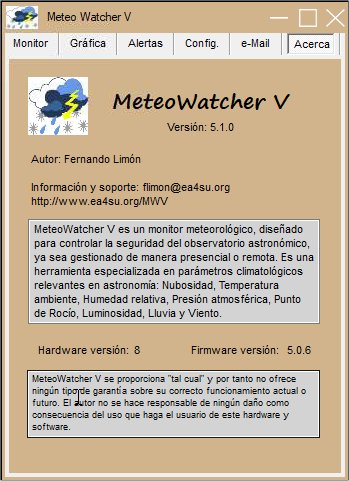 Meteo Watcher V
Monitor Gráfica Alertas Config. e-Mail Acerca
MeteoWatcher V
Versión: 5.1.0
Autor: Fernando Limón
Información y soporte: flimon@ea4su.org
http://www.ea4su.org/MWV
MeteoWatcher V es un monitor meteorológico, diseñado
para controlar la seguridad del observatorio astronómico,
ya sea gestionado de manera presencial o remota. Es una
herramienta especializada en parámetros climatológicos
relevantes en astronomía: Nubosidad, Temperatura
ambiente, Humedad relativa, Presión atmosférica, Punto
de Rocío, Luminosidad, Lluvia y Viento.
Hardware versión: 8 Firmware versión: 5.0.6
MeteoWatcher V se proporciona "tal cual" y por tanto no ofrece
ningún tipo de garantía sobre su correcto funcionamiento actual o
futuro. El autor no se hace responsable de ningún daño como
consecuencia del uso que haga el usuario de este hardware y
software.